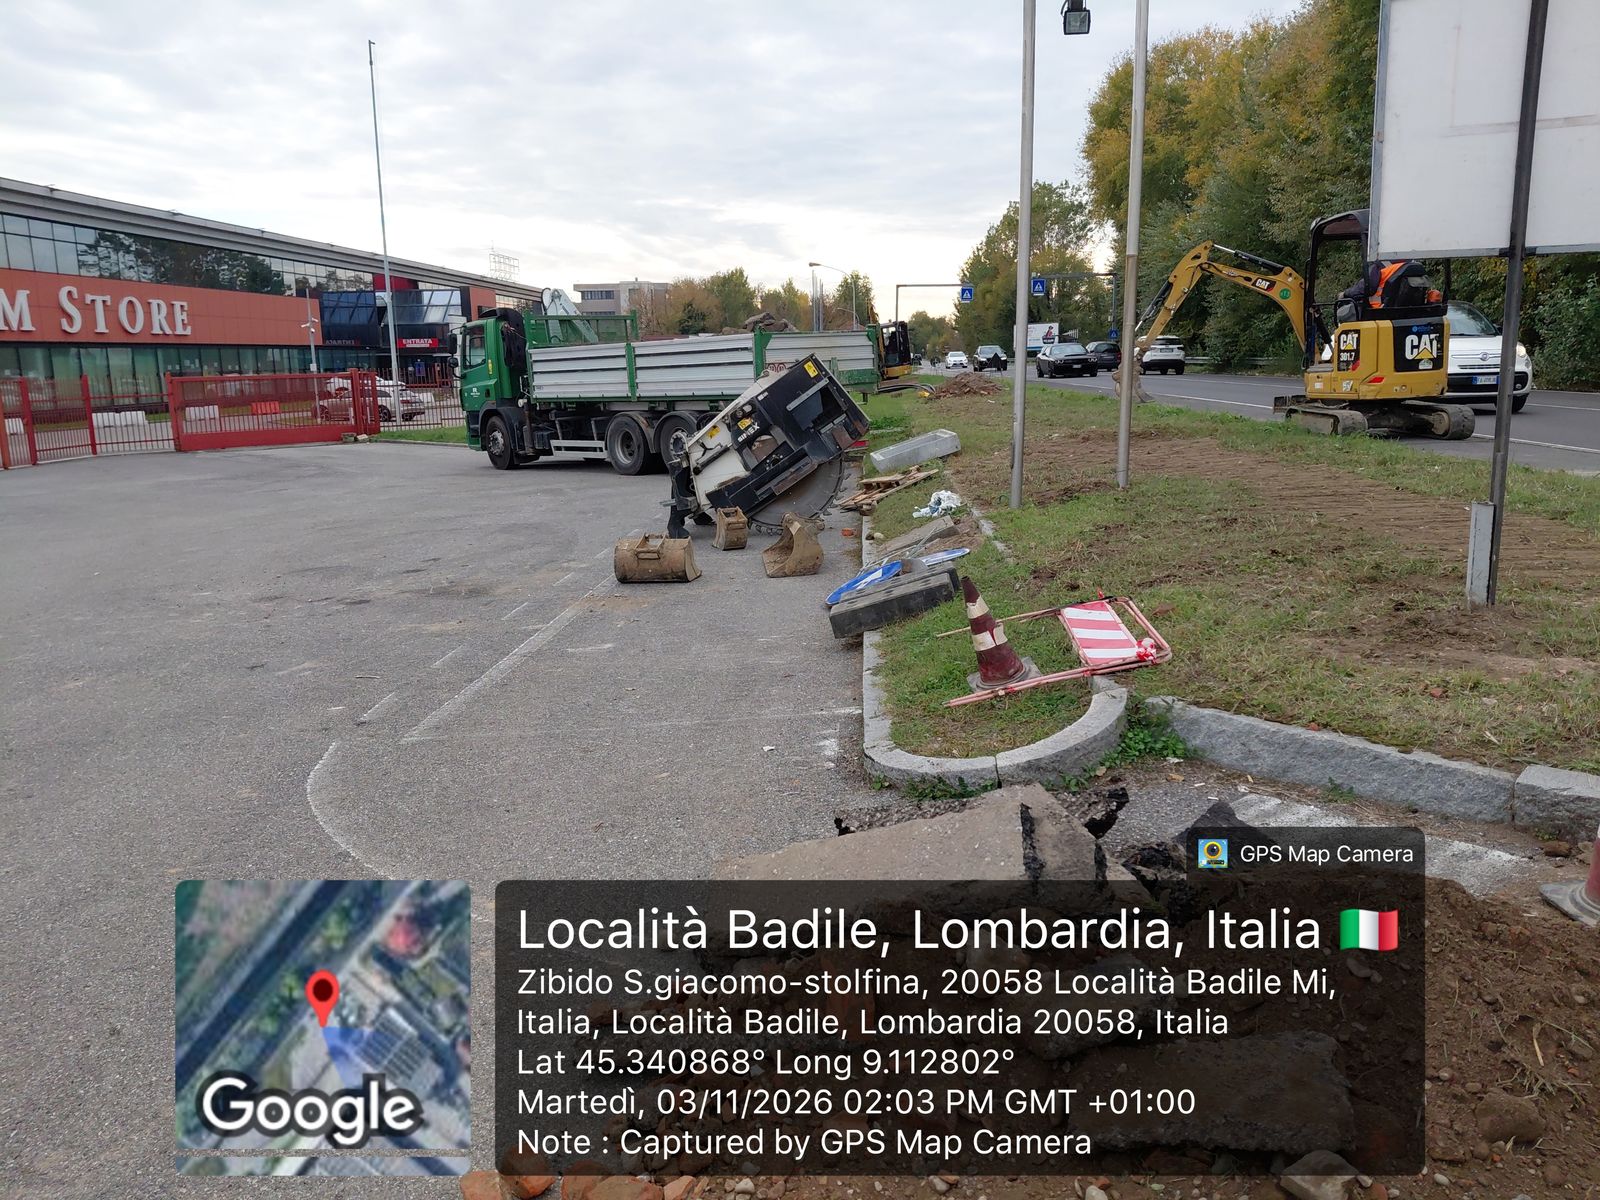 M STORE
ENTRATA
CAT
CAT
301.7
CAT
SIMEX
GPS Map Camera
Località Badile, Lombardia, Italia
Zibido S.giacomo-stolfina, 20058 Località Badile Mi,
Italia, Località Badile, Lombardia 20058, Italia
Lat 45.340868° Long 9.112802°
Martedì, 03/11/2026 02:03 PM GMT +01:00
Note : Captured by GPS Map Camera
Google